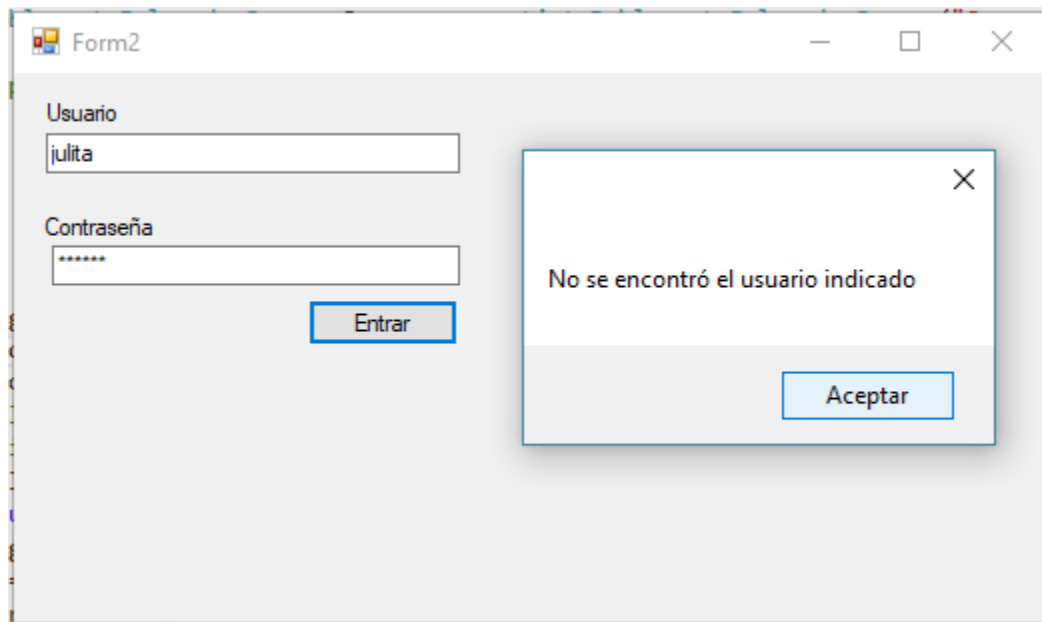 Form2
Usuario
julita
Contraseña
******
Entrar
No se encontró el usuario indicado
Aceptar